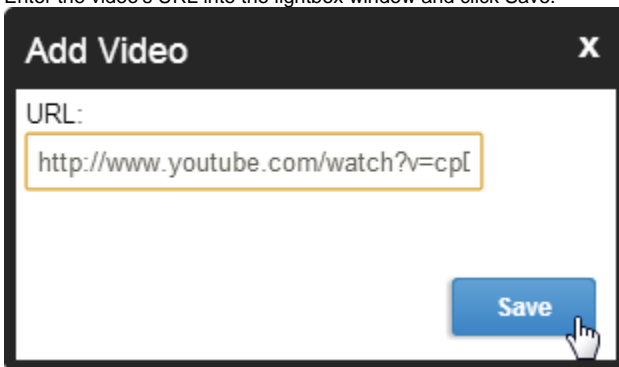 Enter the video's URL into the lightbox window and click Save.
Add Video x
URL:
http://www.youtube.com/watch?v=cp
Save